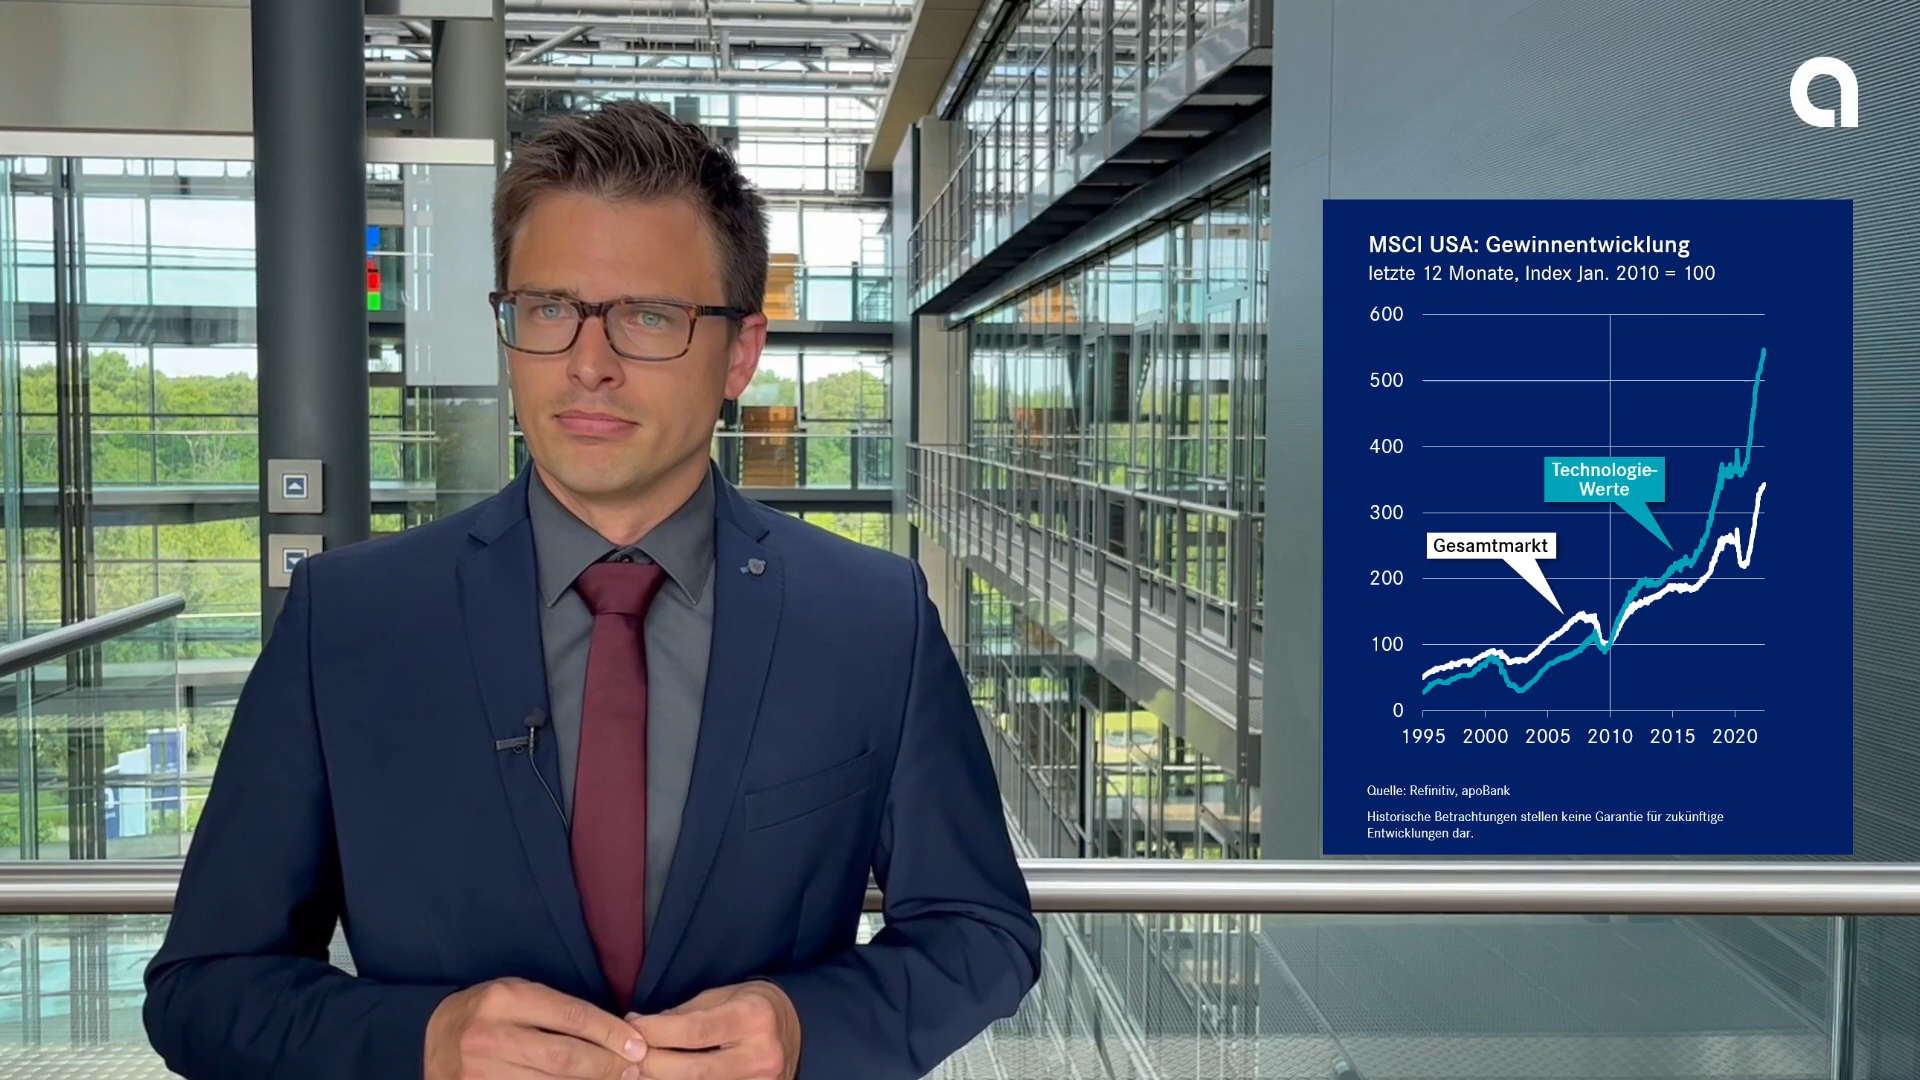 MSCI USA: Gewinnentwicklung
letzte 12 Monate, Index Jan. 2010 = 100
600
500
400
300
200
100
0
Technologie-
Werte
Gesamtmarkt
1995 2000 2005 2010 2015 2020
Quelle: Refinitiv, apoBank
Historische Betrachtungen stellen keine Garantie für zukünftige
Entwicklungen dar.